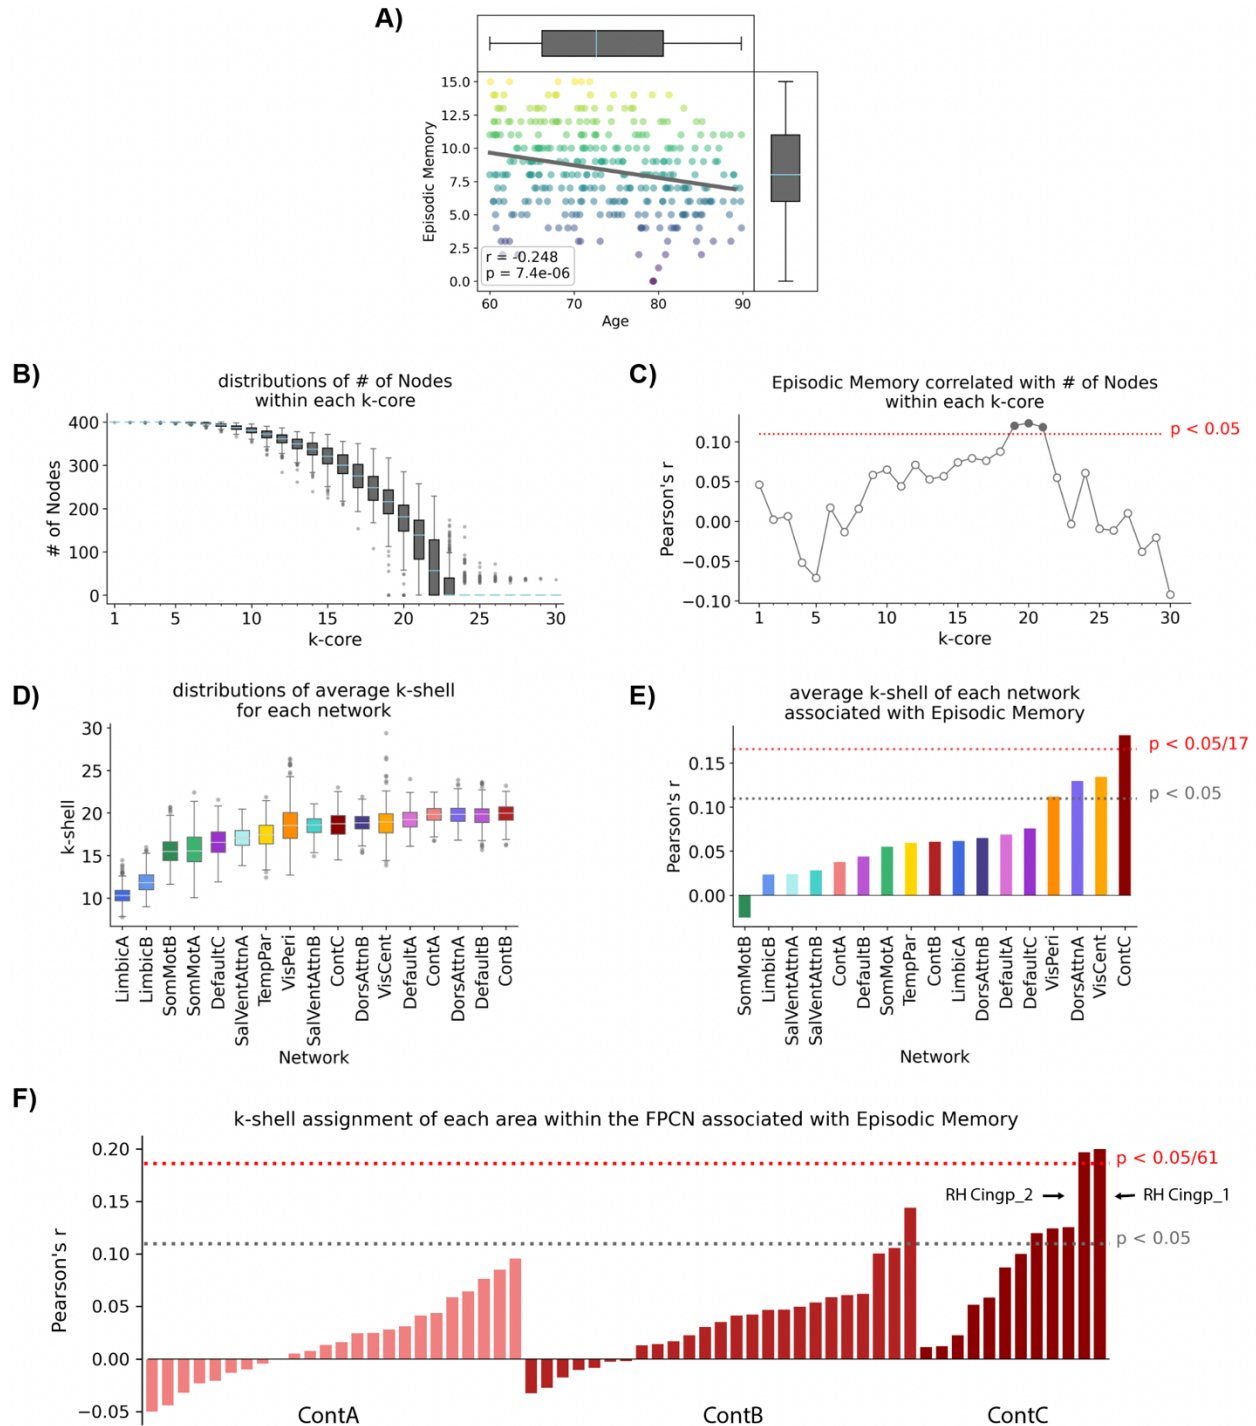 A)
15.0
12.5
10.0
7.5
5.0
2.5
0.0
Episodic Memory
r = -0.248
p = 7.4e-06
60 70 80 90
Age
B)
distributions of # of Nodes
within each k-core
400
300
200
100
0
# of Nodes
1 5 10 15 20 25 30
k-core
C)
Episodic Memory correlated with # of Nodes
within each k-core
p < 0.05
0.10
0.05
0.00
−0.05
−0.10
Pearson's r
1 5 10 15 20 25 30
k-core
D)
distributions of average k-shell
for each network
30
25
20
15
10
k-shell
LimbicA
LimbicB
SomMotB
SomMotA
DefaultC
SalVentAttnA
TempPar
VisPeri
SalVentAttnB
ContC
DorsAttnB
VisCent
DefaultA
ContA
DorsAttnA
DefaultB
ContB
Network
E)
average k-shell of each network
associated with Episodic Memory
p < 0.05/17
p < 0.05
0.15
0.10
0.05
0.00
Pearson's r
SomMotB
LimbicB
SalVentAttnA
SalVentAttnB
ContA
DefaultB
SomMotA
TempPar
ContB
LimbicA
DorsAttnB
DefaultA
DefaultC
VisPeri
DorsAttnA
VisCent
ContC
Network
F)
k-shell assignment of each area within the FPCN associated with Episodic Memory
0.20
0.15
0.10
0.05
0.00
−0.05
Pearson's r
p < 0.05/61
RH Cingp_2
RH Cingp_1
p < 0.05
ContA
ContB
ContC